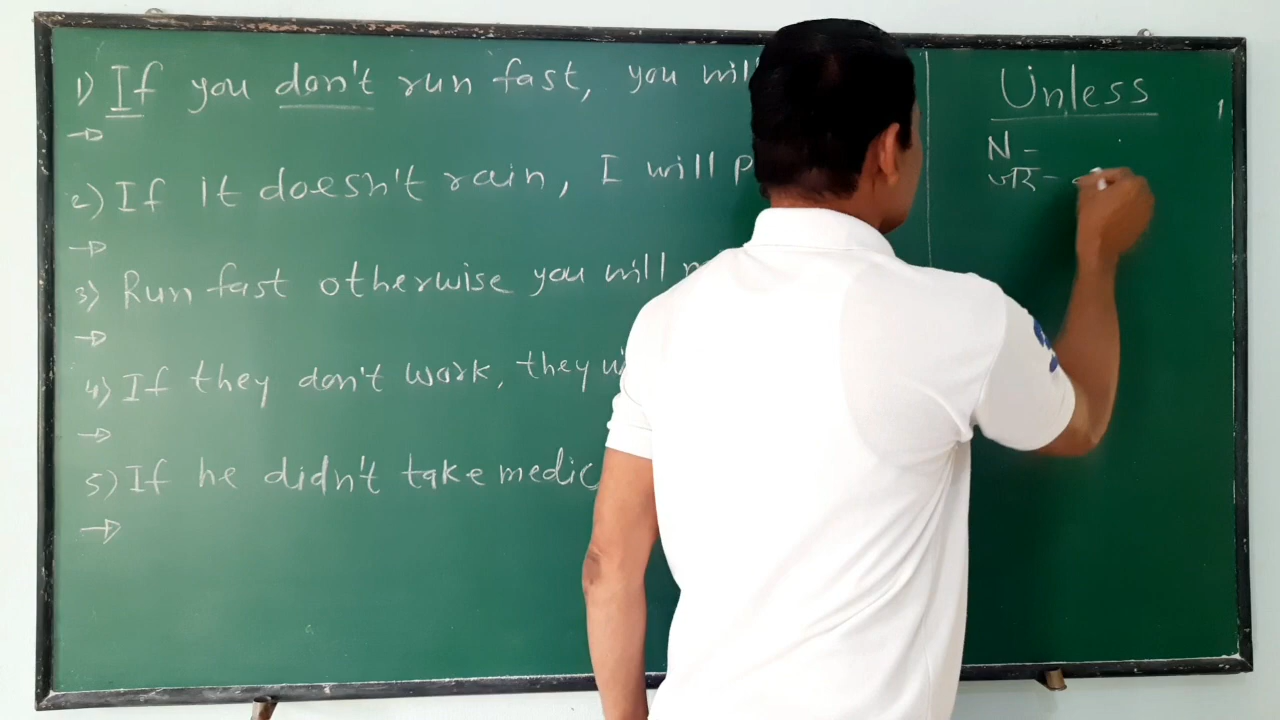 1) If you don't run fast, you will
→
2) If it doesn't rain, I will p
→
3) Run fast otherwise you will
→
4) If they don't work, they
→
5) If he didn't take medic
→
Unless
N -
जर -